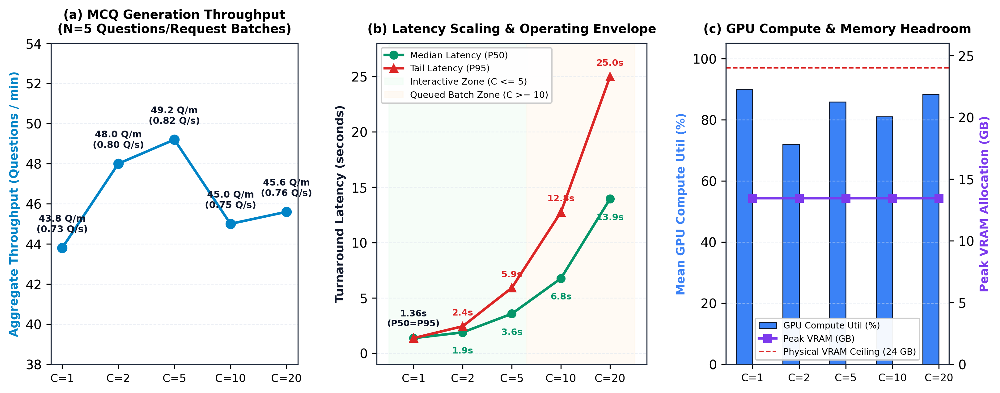 (a) MCQ Generation Throughput
(N=5 Questions/Request Batches)
Aggregate Throughput (Questions / min)
54
52
50
48
46
44
42
40
38
43.8 Q/m
(0.73 Q/s)
48.0 Q/m
(0.80 Q/s)
49.2 Q/m
(0.82 Q/s)
45.0 Q/m
(0.75 Q/s)
45.6 Q/m
(0.76 Q/s)
C=1
C=2
C=5
C=10
C=20
(b) Latency Scaling & Operating Envelope
Turnaround Latency (seconds)
25
20
15
10
5
0
Median Latency (P50)
Tail Latency (P95)
Interactive Zone (C <= 5)
Queued Batch Zone (C >= 10)
1.36s
(P50=P95)
2.4s
5.9s
12.8s
25.0s
1.9s
3.6s
6.8s
13.9s
C=1
C=2
C=5
C=10
C=20
(c) GPU Compute & Memory Headroom
Mean GPU Compute Util (%)
100
80
60
40
20
0
GPU Compute Util (%)
Peak VRAM (GB)
Physical VRAM Ceiling (24 GB)
C=1
C=2
C=5
C=10
C=20
25
20
15
10
5
0
Peak VRAM Allocation (GB)